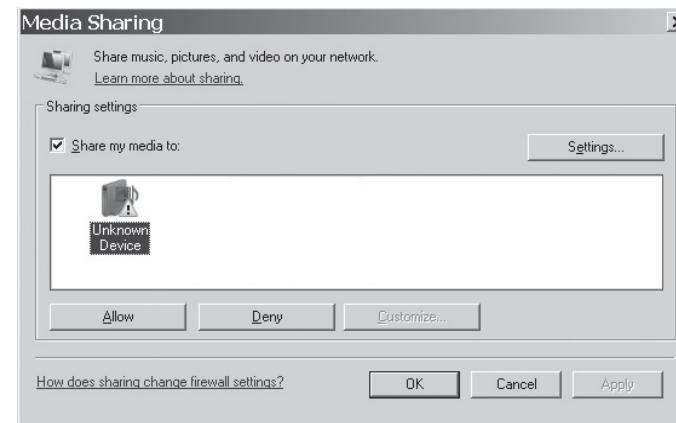 Media Sharing
Share music, pictures, and video on your network.
Learn more about sharing.
Sharing settings
Share my media to:
Settings...
Unknown
Device
Allow
Deny
Customize...
How does sharing change firewall settings?
OK
Cancel
Apply